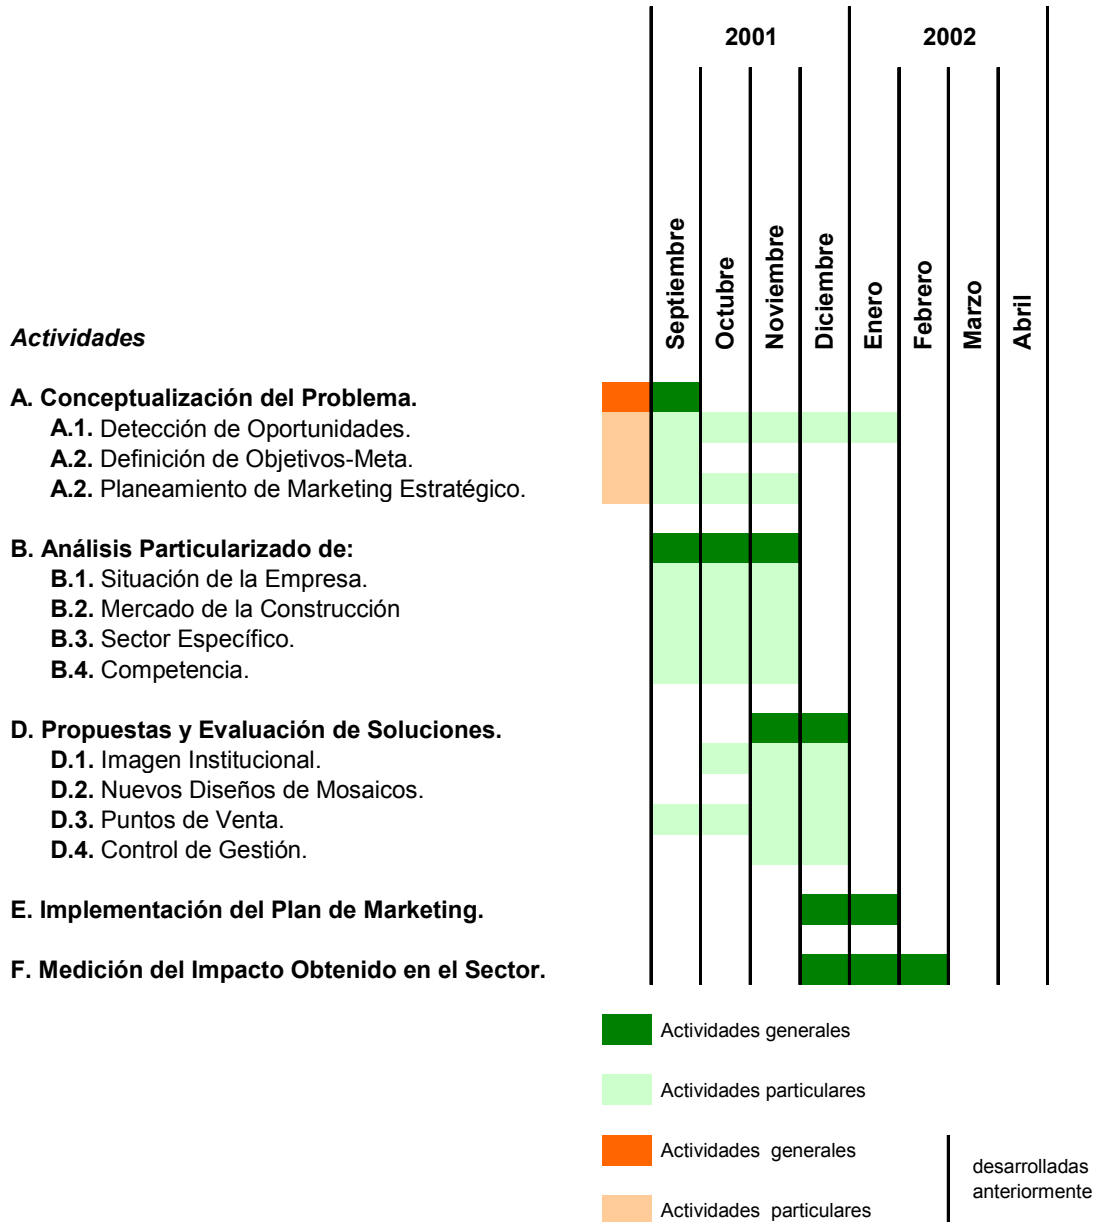 2001 2002
Septiembre Octubre Noviembre Diciembre Enero Febrero Marzo Abril
Actividades
A. Conceptualización del Problema.
A.1. Detección de Oportunidades.
A.2. Definición de Objetivos-Meta.
A.2. Planeamiento de Marketing Estratégico.
B. Análisis Particularizado de:
B.1. Situación de la Empresa.
B.2. Mercado de la Construcción
B.3. Sector Específico.
B.4. Competencia.
D. Propuestas y Evaluación de Soluciones.
D.1. Imagen Institucional.
D.2. Nuevos Diseños de Mosaicos.
D.3. Puntos de Venta.
D.4. Control de Gestión.
E. Implementación del Plan de Marketing.
F. Medición del Impacto Obtenido en el Sector.
Actividades generales
Actividades particulares
Actividades generales
Actividades particulares
desarrolladas
anteriormente